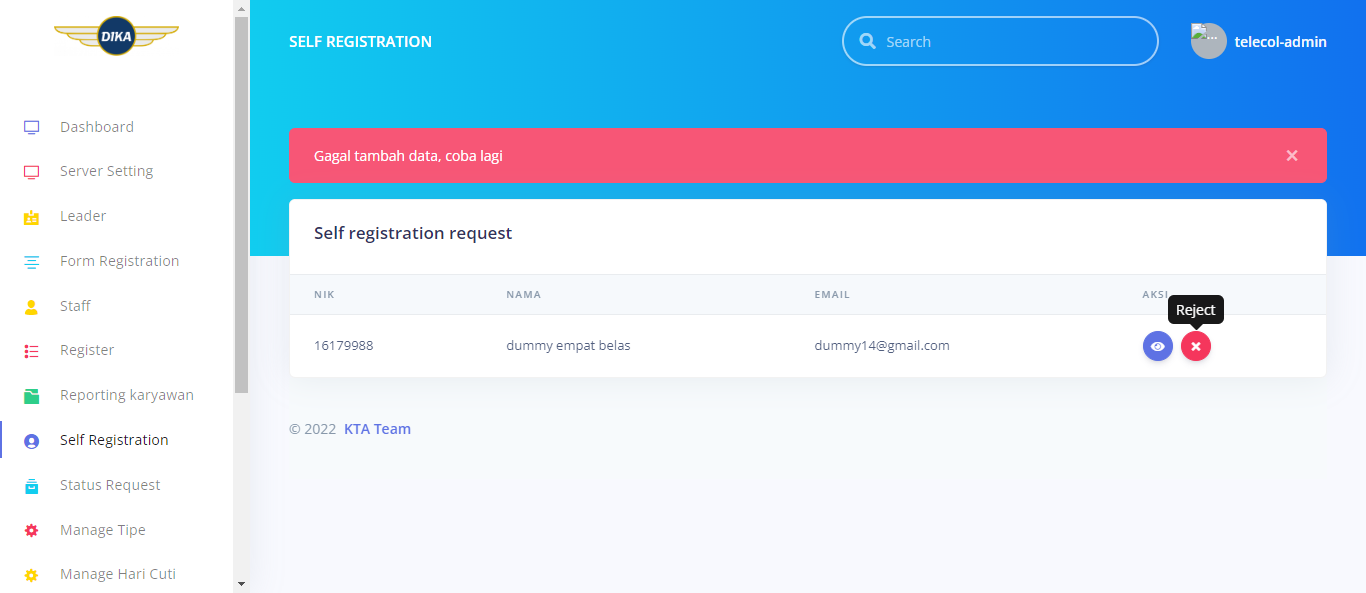 DIKA
SELF REGISTRATION
Search
telecol-admin
Dashboard
Server Setting
Leader
Form Registration
Staff
Register
Reporting karyawan
Self Registration
Status Request
Manage Tipe
Manage Hari Cuti
Gagal tambah data, coba lagi
Self registration request
NIK NAMA EMAIL AKSI
Reject
16179988 dummy empat belas dummy14@gmail.com
© 2022 KTA Team